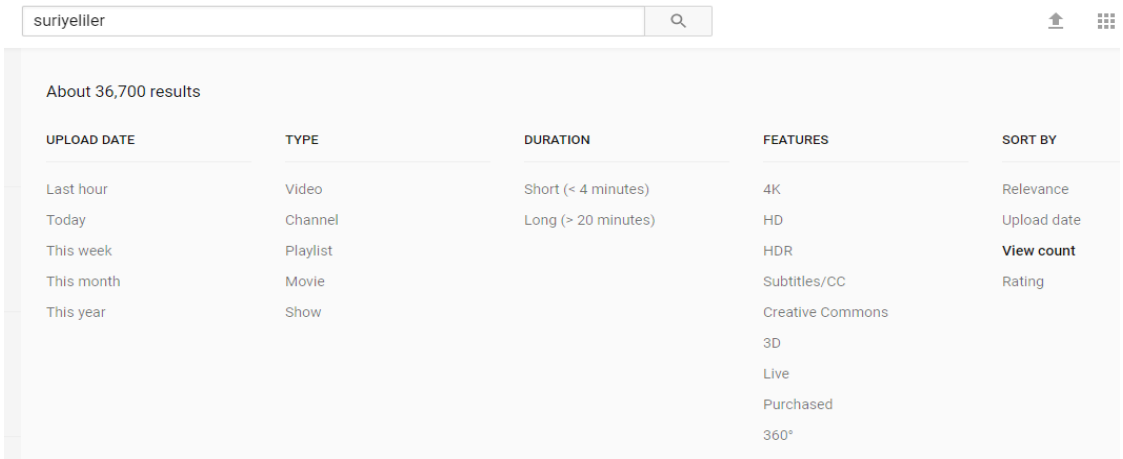 suriyeliler
About 36,700 results
UPLOAD DATE
Last hour
Today
This week
This month
This year
TYPE
Video
Channel
Playlist
Movie
Show
DURATION
Short (< 4 minutes)
Long (> 20 minutes)
FEATURES
4K
HD
HDR
Subtitles/CC
Creative Commons
3D
Live
Purchased
360°
SORT BY
Relevance
Upload date
View count
Rating